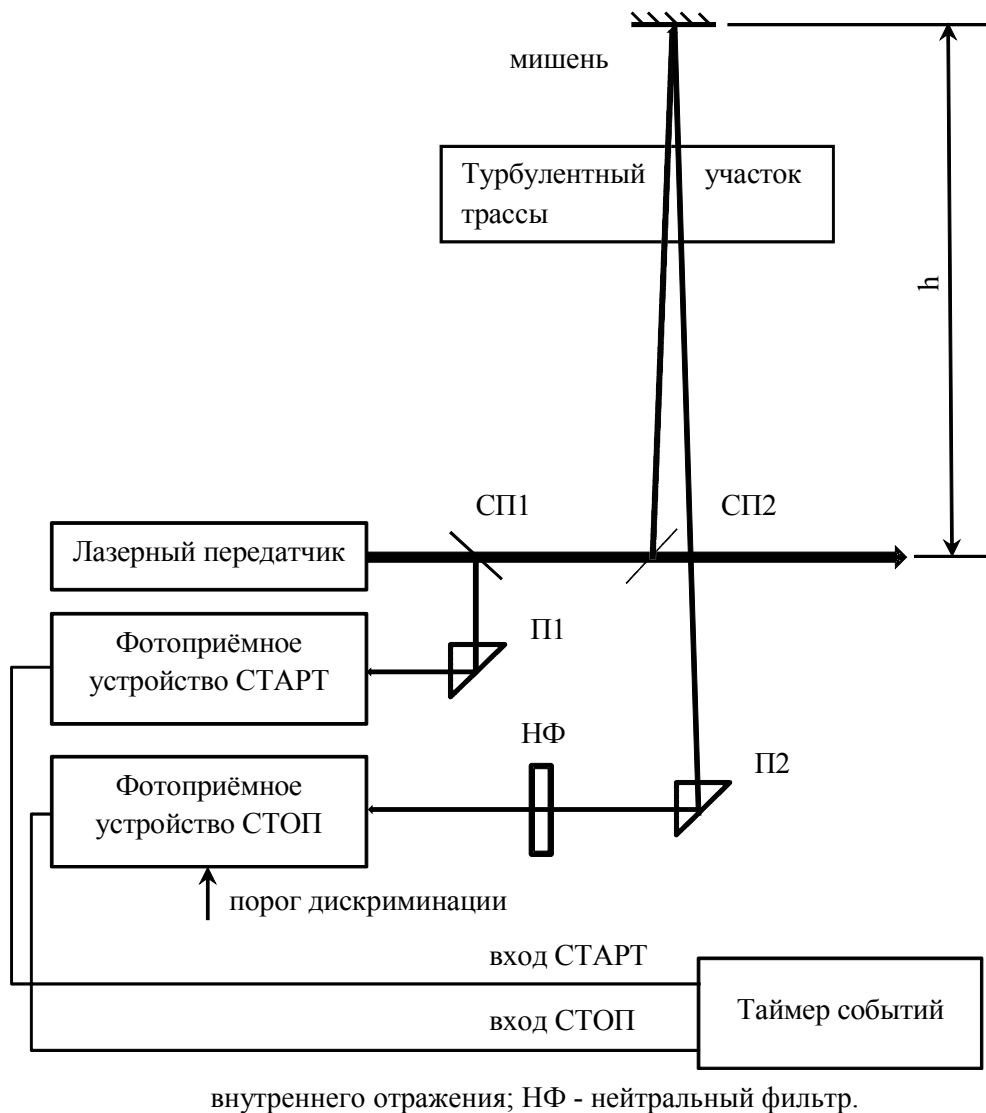 мишень
Турбулентный участок
трассы
h
СП1
СП2
Лазерный передатчик
Фотоприёмное
устройство СТАРТ
П1
НФ
П2
Фотоприёмное
устройство СТОП
порог дискриминации
вход СТАРТ
вход СТОП
Таймер событий
внутреннего отражения; НФ - нейтральный фильтр.